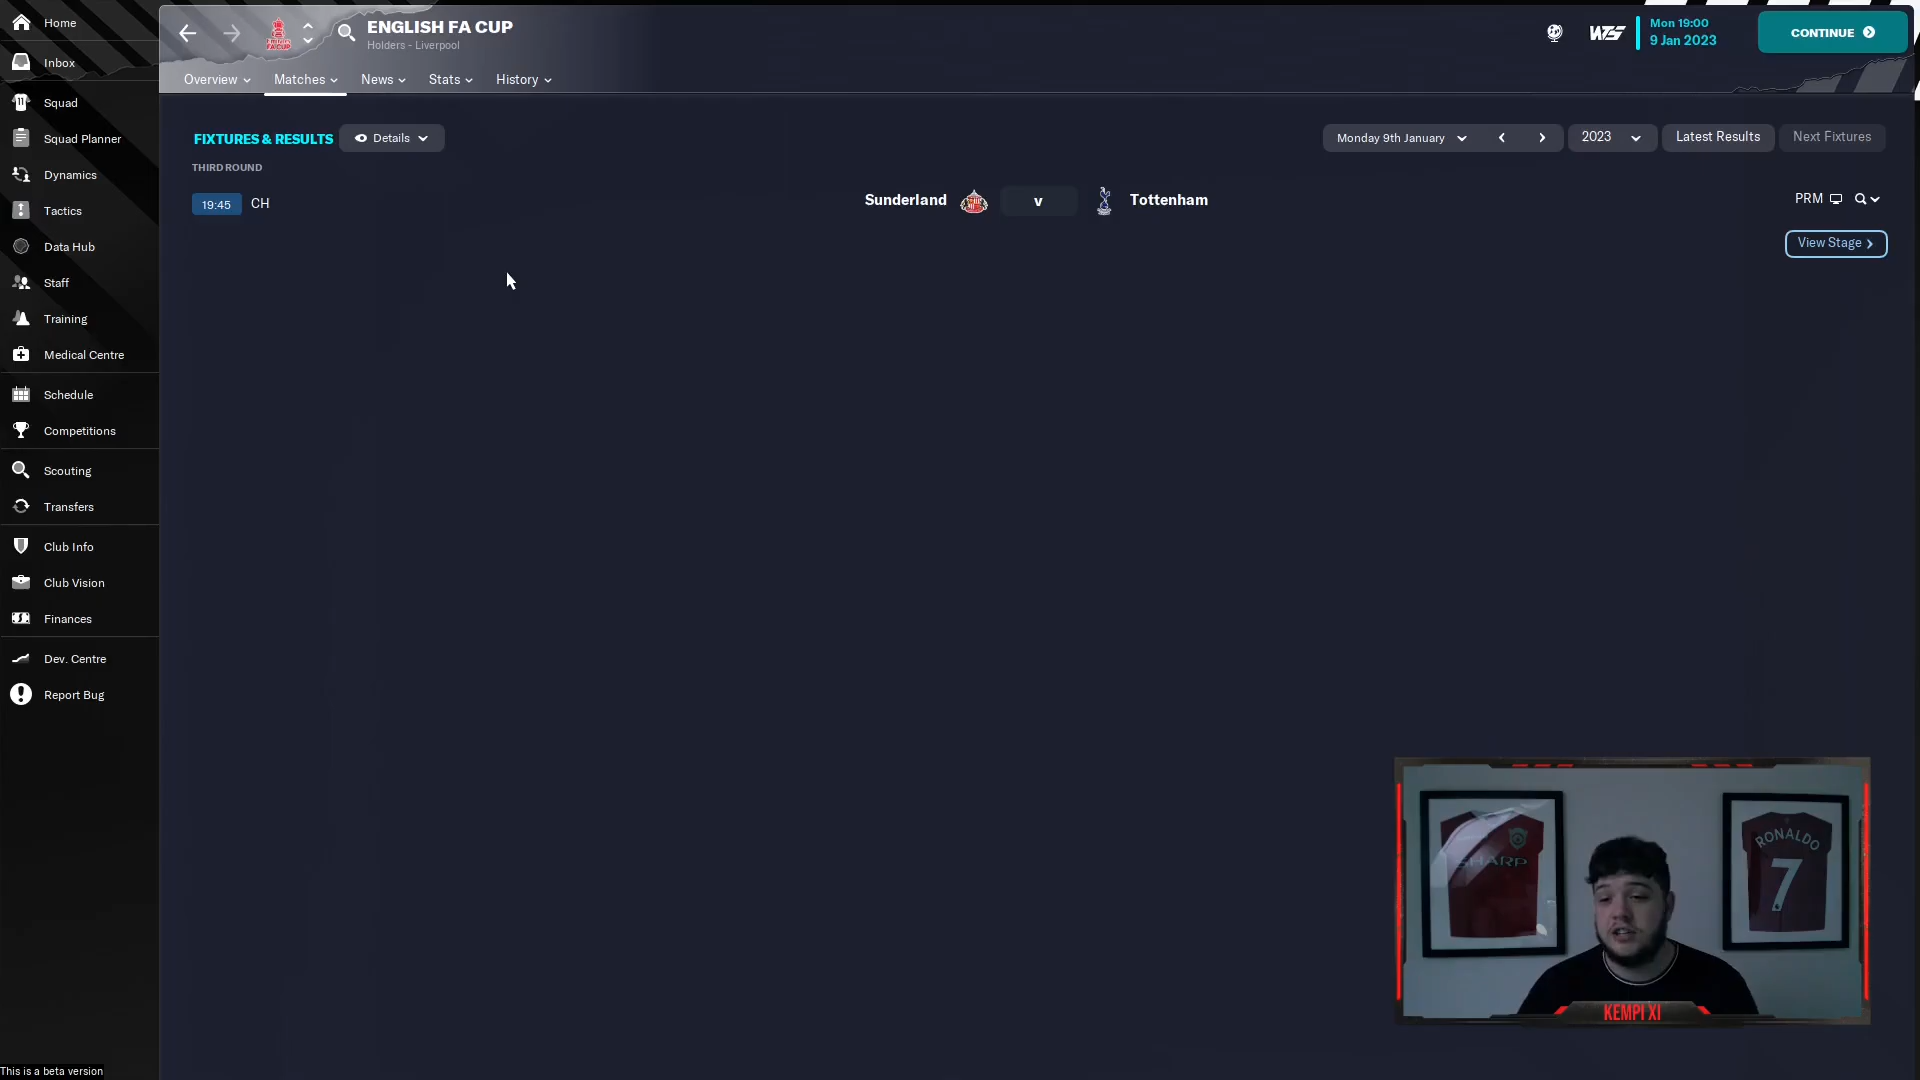 Home
Inbox
Squad
Squad Planner
Dynamics
Tactics
Data Hub
Staff
Training
Medical Centre
Schedule
Competitions
Scouting
Transfers
Club Info
Club Vision
Finances
Dev. Centre
Report Bug
This is a beta version
ENGLISH FA CUP
Holders - Liverpool
Mon 19:00
9 Jan 2023
CONTINUE
Overview Matches News Stats History
FIXTURES & RESULTS Details Monday 9th January 2023 Latest Results Next Fixtures
THIRD ROUND
19:45 CH Sunderland v Tottenham PRM
View Stage
SHARP
RONALDO
7
KEMPI XI